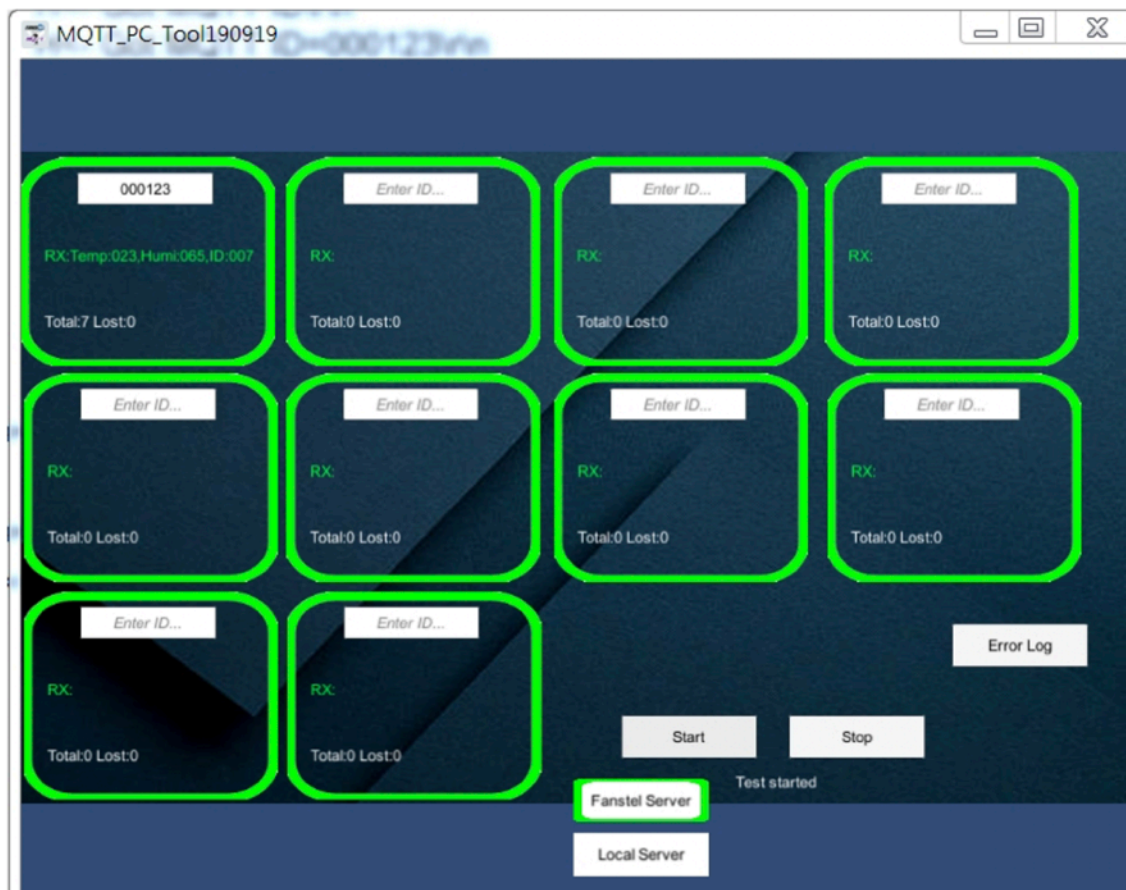 MQTT_PC_Tool190919
ID=000123\r\n
000123
Enter ID...
Enter ID...
Enter ID...
RX:Temp:023,Humi:065,ID:007
RX:
RX:
RX:
Total:7 Lost:0
Total:0 Lost:0
Total:0 Lost:0
Total:0 Lost:0
Enter ID...
Enter ID...
Enter ID...
Enter ID...
RX:
RX:
RX:
RX:
Total:0 Lost:0
Total:0 Lost:0
Total:0 Lost:0
Total:0 Lost:0
Enter ID...
Enter ID...
RX:
RX:
Total:0 Lost:0
Total:0 Lost:0
Error Log
Start
Stop
Test started
Fanstel Server
Local Server